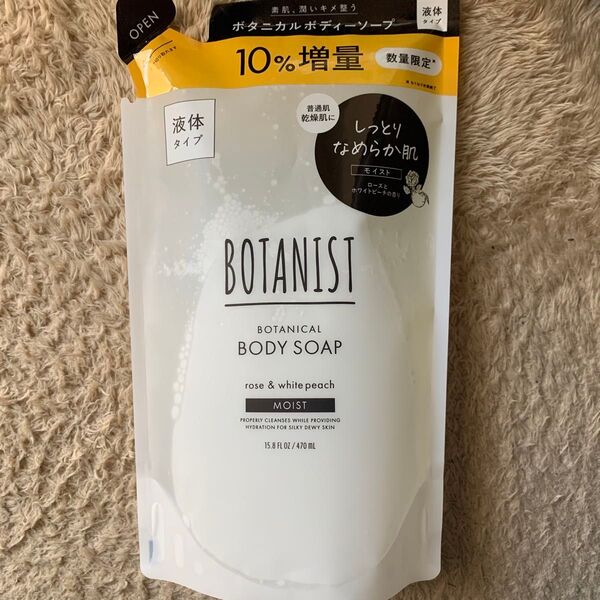 OPEN
素肌、潤いキメ整う
ボタニカルボディーソープ
液体
タイプ
10%増量
数量限定*
液体
タイプ
普通肌
乾燥肌に
しっとり
なめらか肌
モイスト
ローズと
ホワイトピーチの香り
BOTANIST
BOTANICAL
BODY SOAP
rose & white peach
MOIST
PROPERLY CLEANSES WHILE PROVIDING
HYDRATION FOR SILKY DEWY SKIN
15.8 FL OZ / 470 mL